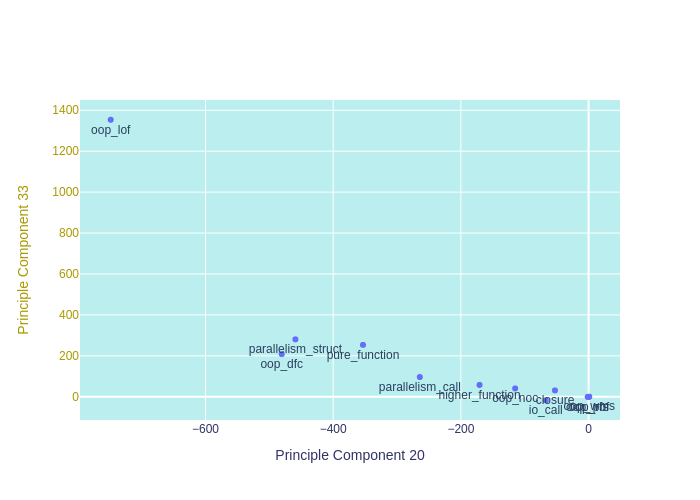 1400
oop_lof
1200
1000
800
600
400
parallelism_struct
pure_function
200
oop_dfc
parallelism_call
higher_function
oop_noc
closure
0
io_call
−600
−400
−200
0
Principle Component 20
Principle Component 33